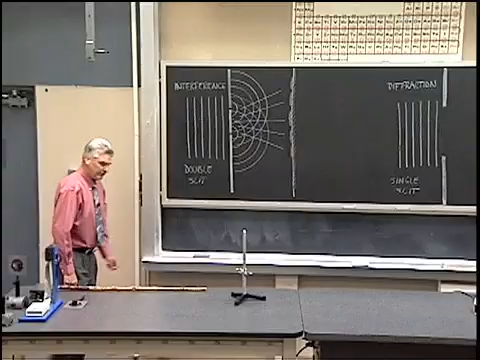 INTERFERENCE
DOUBLE
SLIT
DIFFRACTION
SINGLE
SLIT